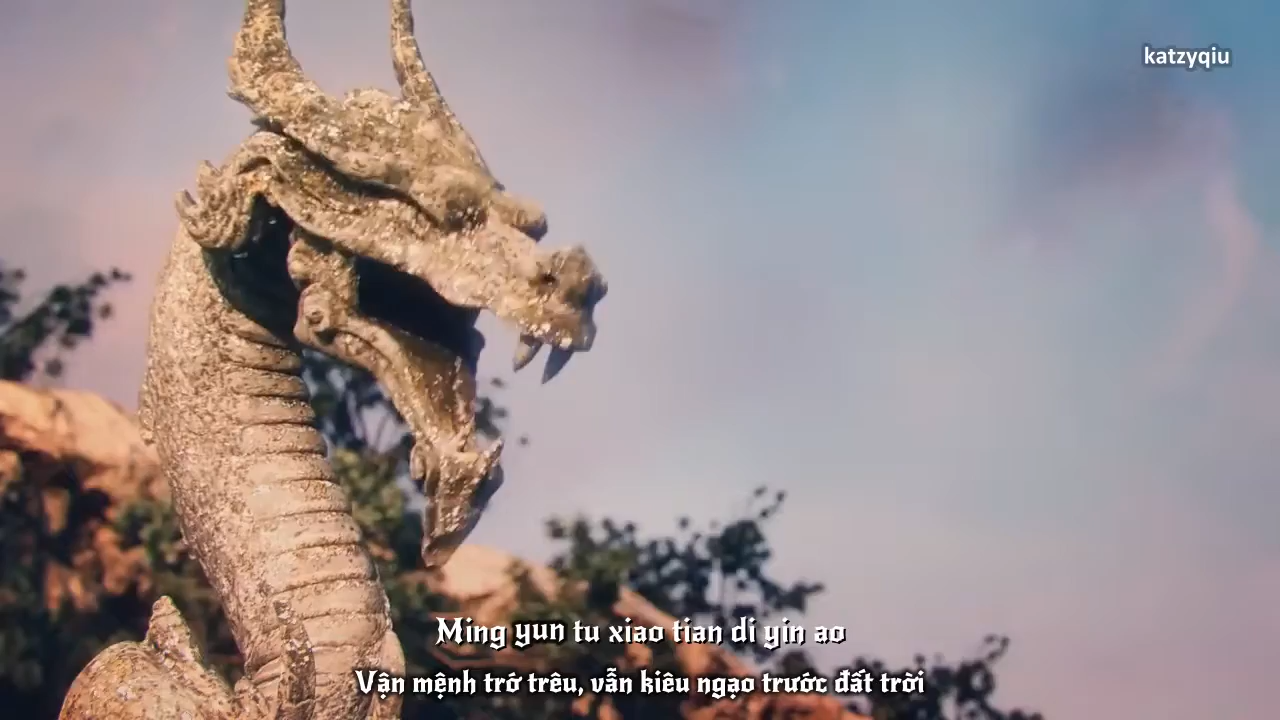 katzyqiu
Ming yun tu xiao tian di yin ao
Vận mệnh trớ trêu, vẫn kiêu ngạo trước đất trời